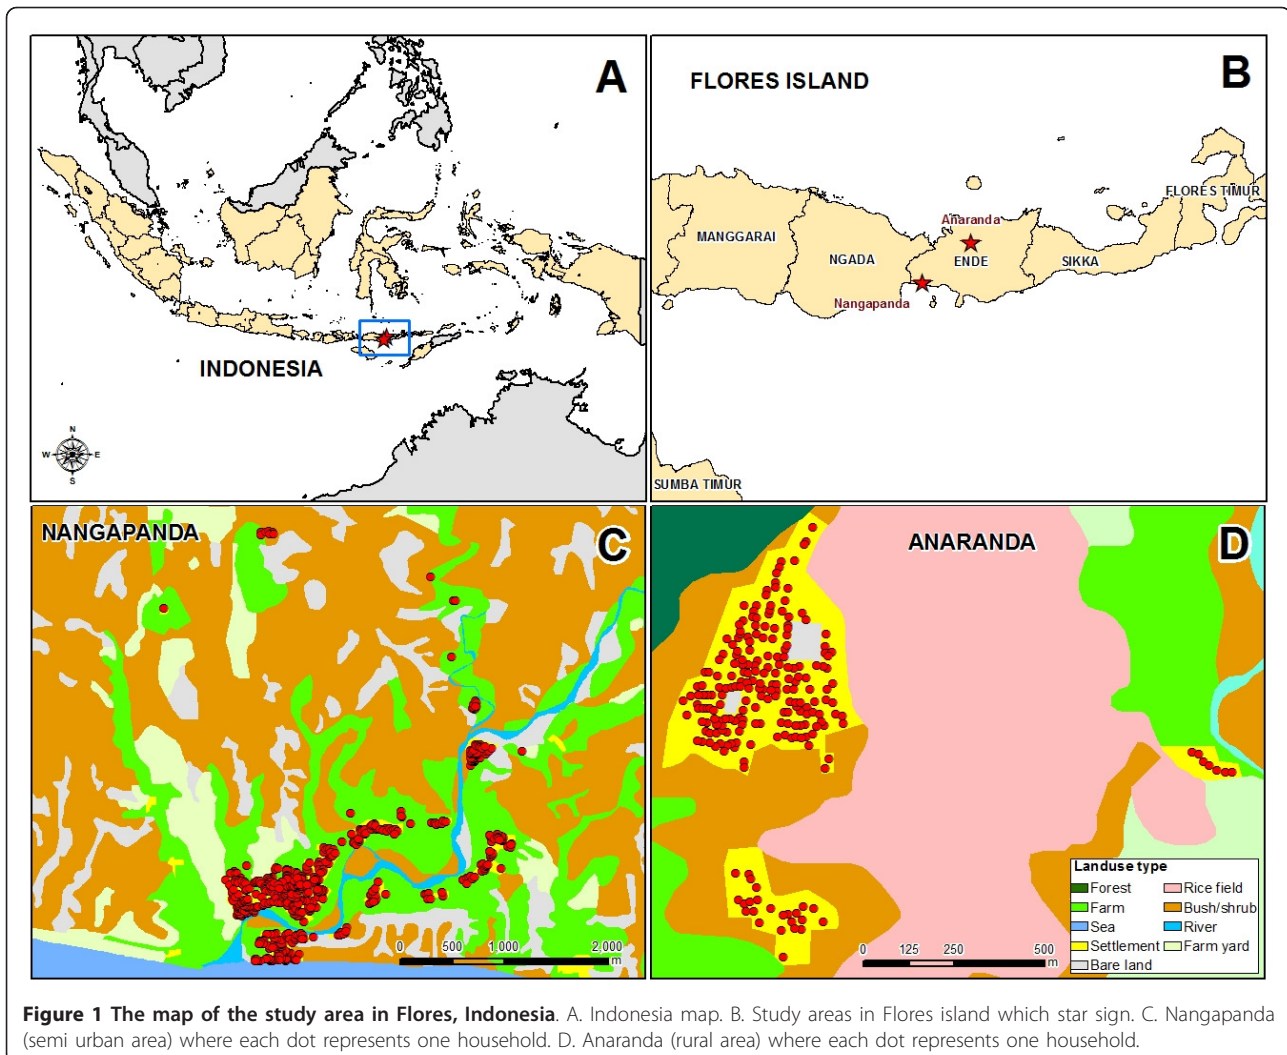 A
INDONESIA
N
W E
S
B
FLORES ISLAND
FLORES TIMUR
Anaranda
MANGGARAI
NGADA
ENDE
SIKKA
Nangapanda
SUMBA TIMUR
NANGAPANDA
C
0 500 1,000 2,000
m
ANARANDA
D
Landuse type
Forest
Rice field
Farm
Bush/shrub
Sea
River
Settlement
Farm yard
Bare land
0 125 250 500
m
Figure 1 The map of the study area in Flores, Indonesia. A. Indonesia map. B. Study areas in Flores island which star sign. C. Nangapanda
(semi urban area) where each dot represents one household. D. Anaranda (rural area) where each dot represents one household.